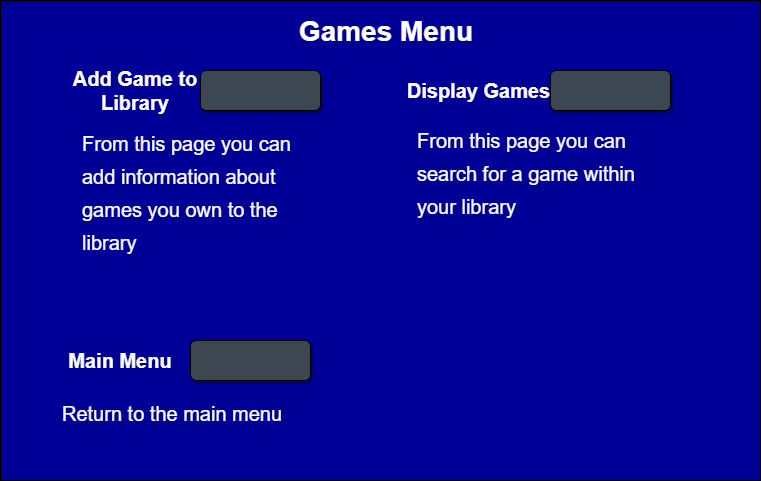 Games Menu
Add Game to
Library
From this page you can
add information about
games you own to the
library
Display Games
From this page you can
search for a game within
your library
Main Menu
Return to the main menu